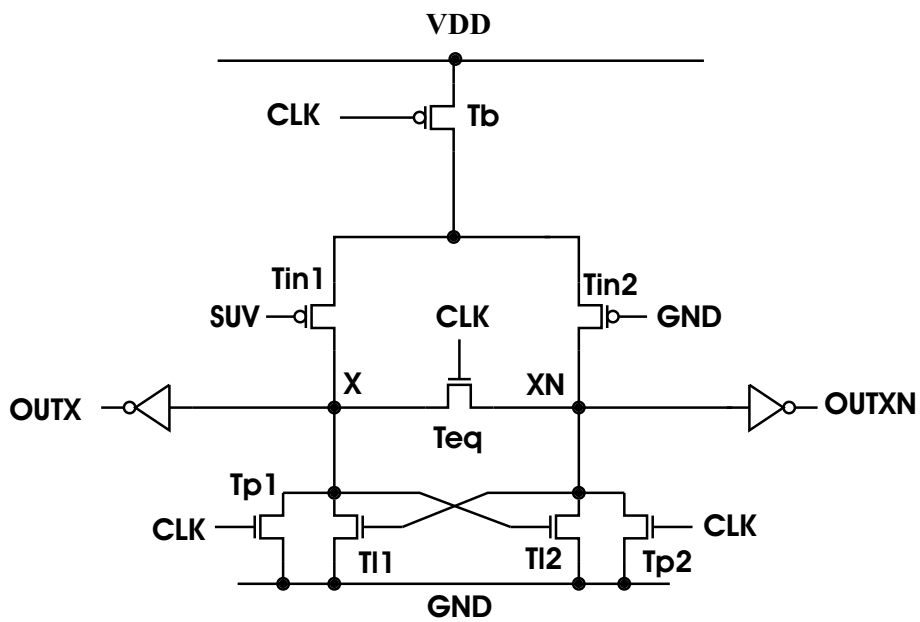 VDD
CLK
Tb
Tin1
Tin2
SUV
CLK
GND
X
XN
OUTX
OUTXN
Teq
Tp1
CLK
CLK
Tl1
Tl2
Tp2
GND